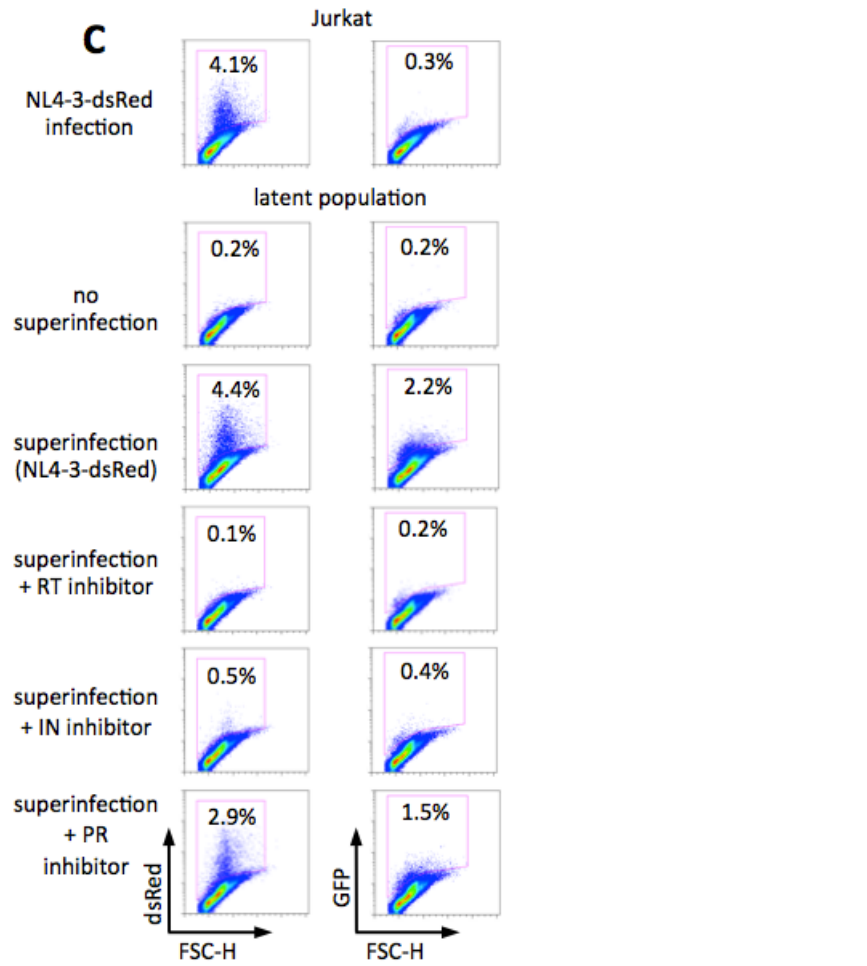 C
Jurkat
NL4-3-dsRed
infection
4.1%
0.3%
latent population
no
superinfection
0.2%
0.2%
superinfection
(NL4-3-dsRed)
4.4%
2.2%
superinfection
+ RT inhibitor
0.1%
0.2%
superinfection
+ IN inhibitor
0.5%
0.4%
superinfection
+ PR
inhibitor
2.9%
1.5%
dsRed
GFP
FSC-H
FSC-H